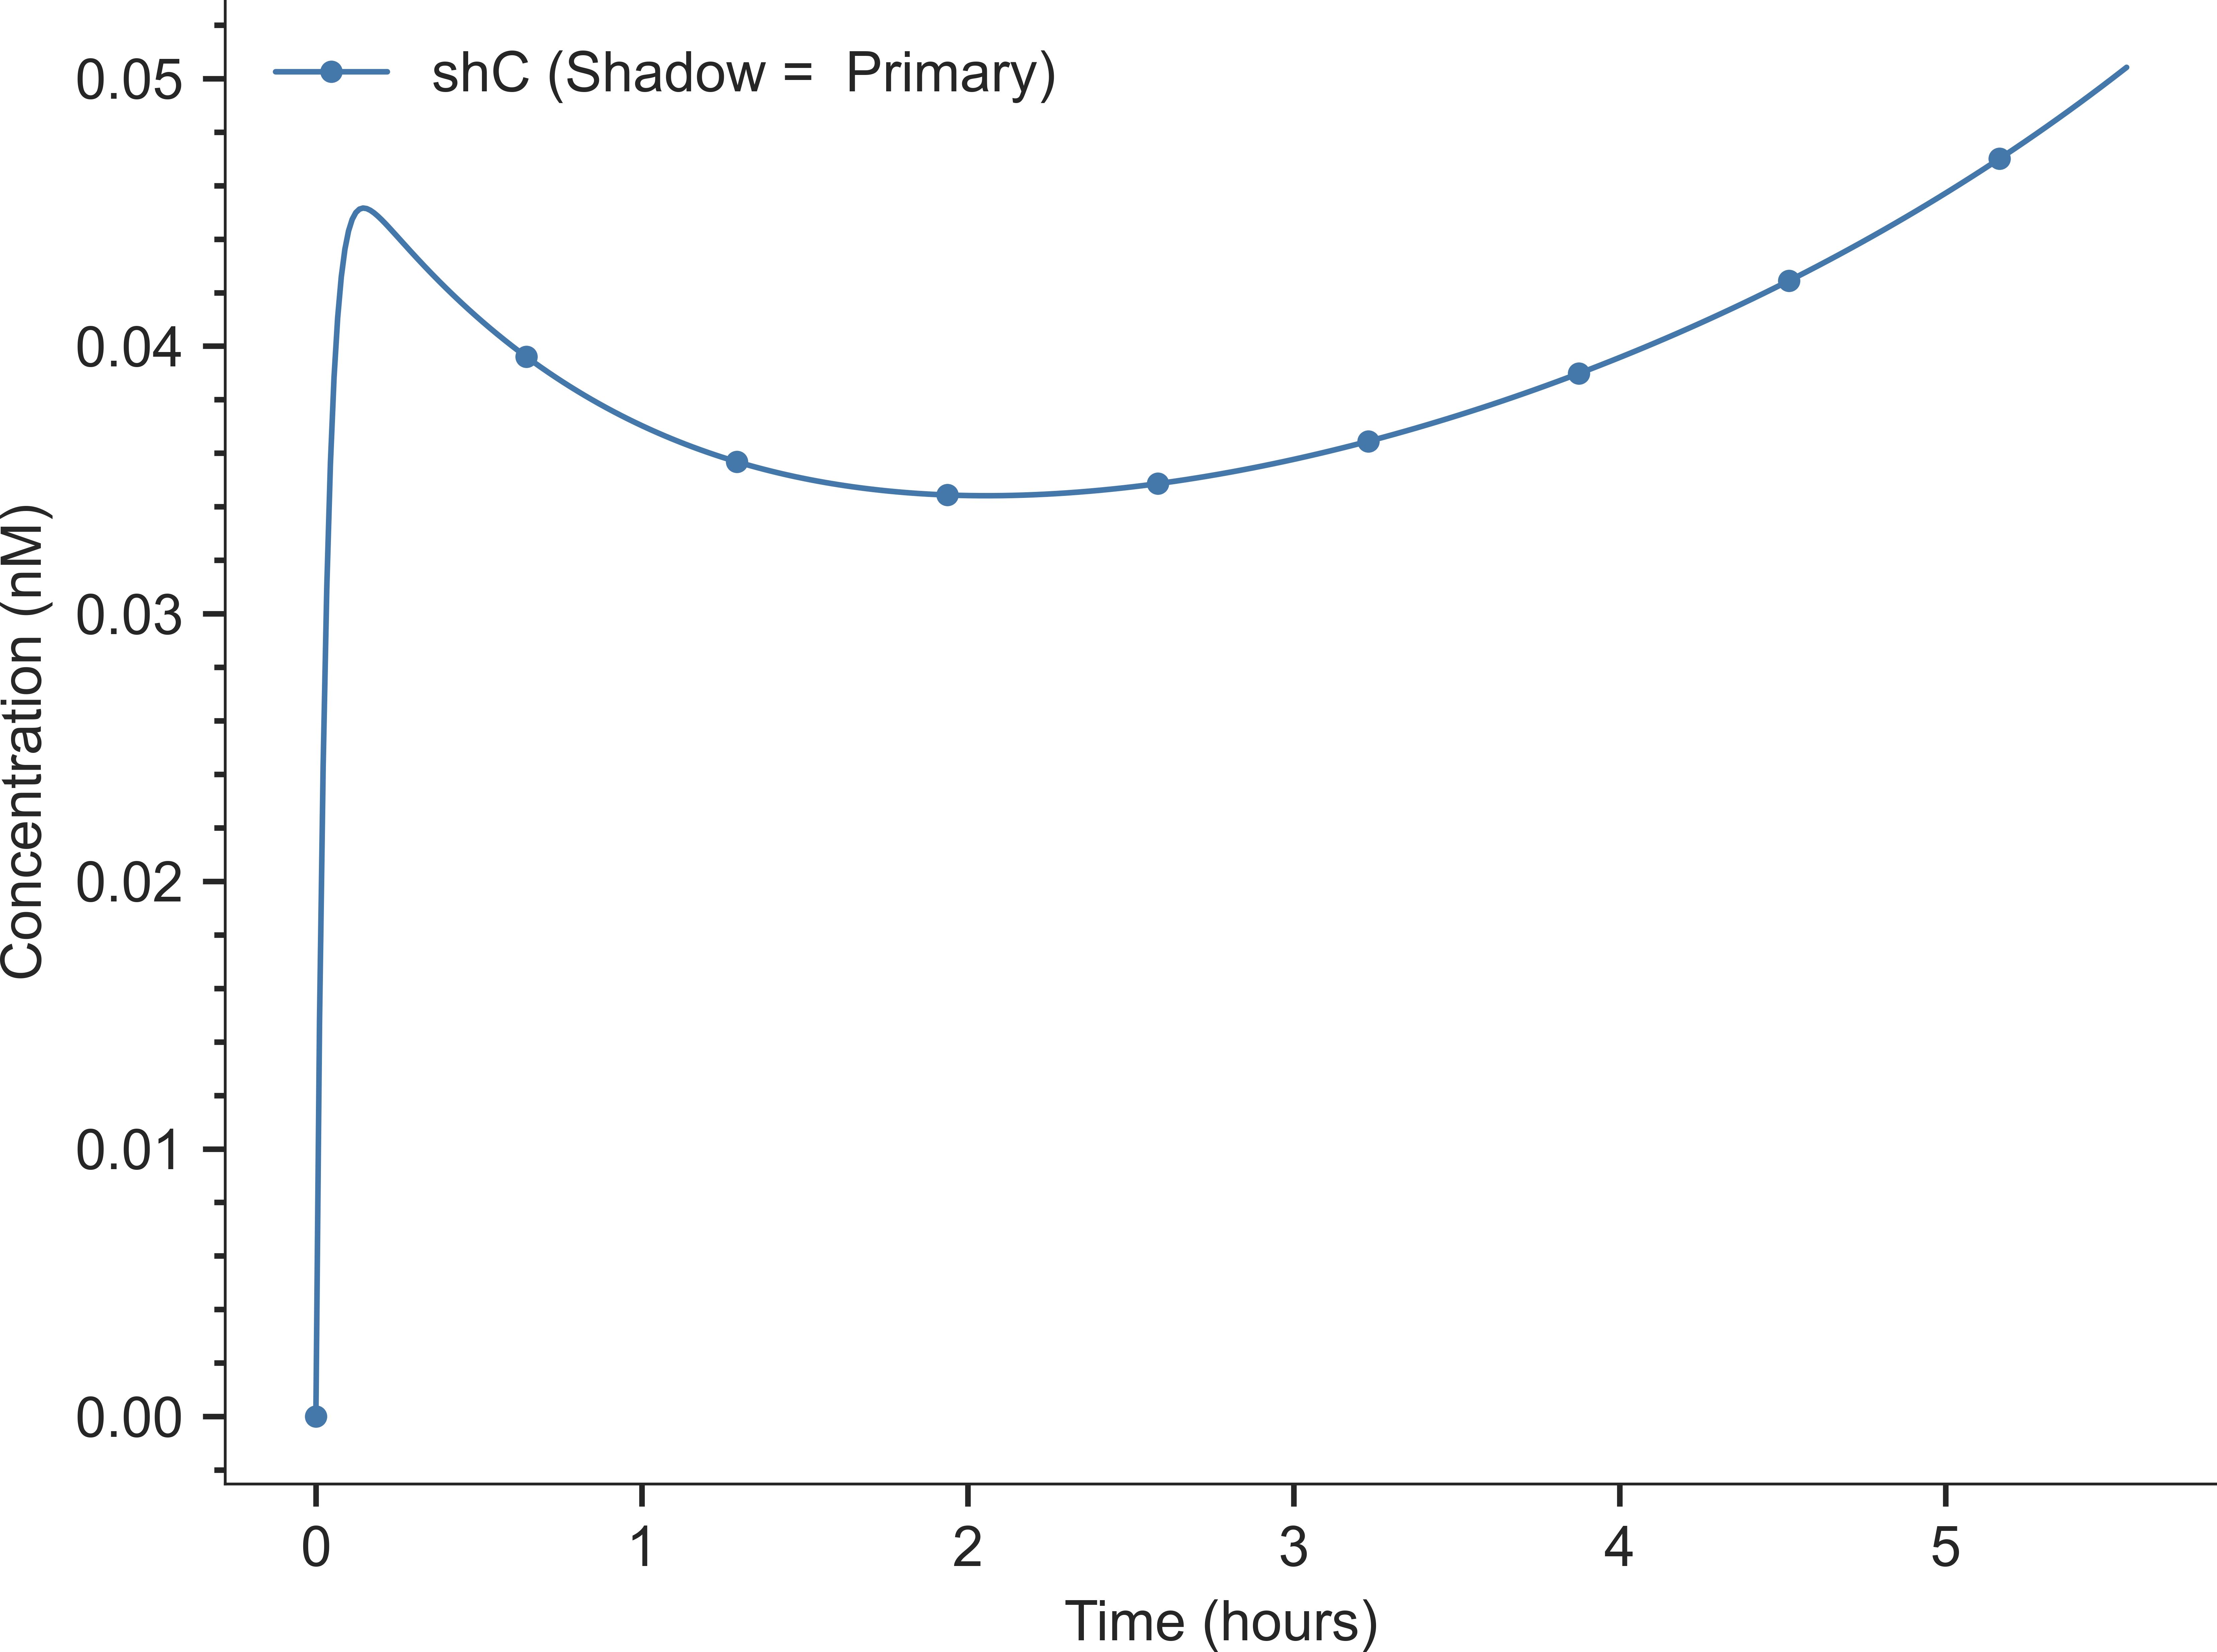 shC (Shadow =  Primary)
Concentration (nM)
0.05
0.04
0.03
0.02
0.01
0.00
0 1 2 3 4 5
Time (hours)